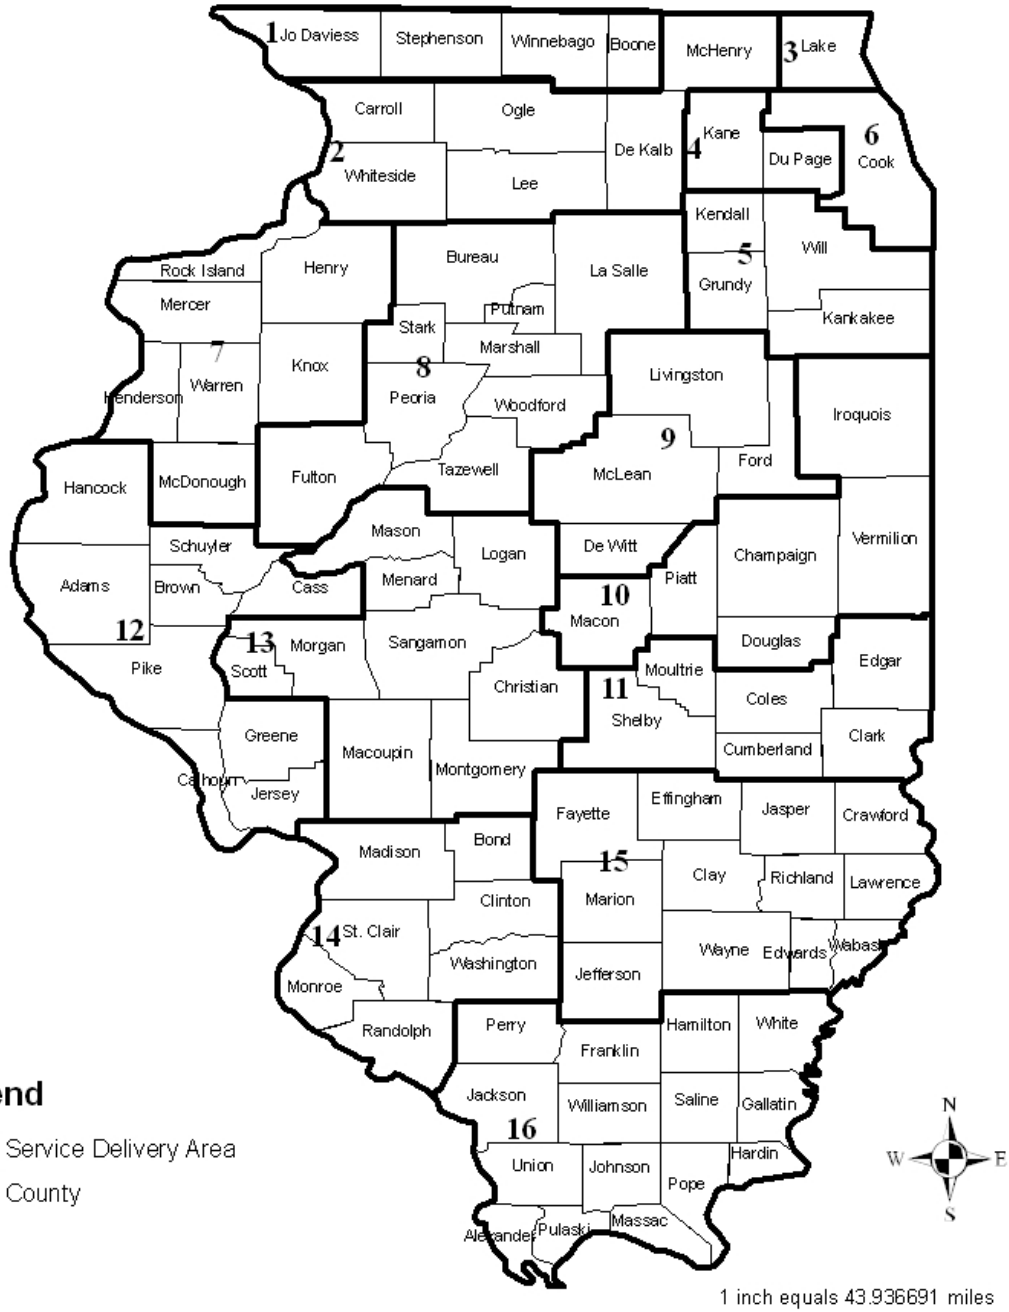 1 Jo Daviess Stephenson Winnebago Boone McHenry 3 Lake
Carroll Ogle De Kalb 4 Kane 6 Cook
2 Whiteside Lee Du Page
Kendall Will
Rock Island Henry Bureau La Salle 5 Grundy
Mercer Putnam Kankakee
Stark Marshall
7 Knox 8 Livingston
Henderson Warren Peoria Woodford Iroquois
9
Hancock McDonough Fulton Tazewell McLean Ford
Schuyler Mason Logan De Witt Champaign Vermilion
Adams Brown Cass Menard Piatt
10 Macon
12 13 Morgan Sangamon Douglas Edgar
Pike Scott Christian 11 Moultrie Coles
Greene Macoupin Shelby Cumberland Clark
Calhoun Jersey Montgomery
Fayette Effingham Jasper Crawford
Madison Bond 15
Clinton Marion Clay Richland Lawrence
14 St. Clair Washington Wayne Edwards Wabash
Monroe Jefferson
Randolph Perry Hamilton White
Franklin
end
Jackson Williamson Saline Gallatin
16
Service Delivery Area
Union Johnson Hardin
County
Pope
Alexander Pulaski Massac
N
W E
S
1 inch equals 43.936691 miles